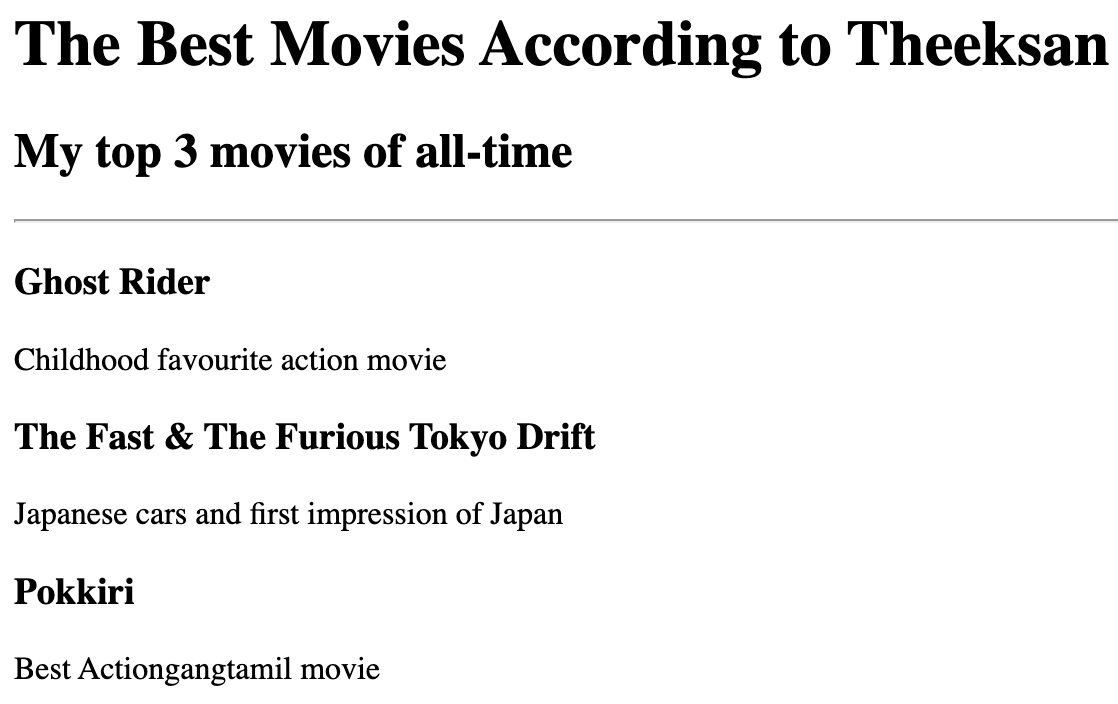 The Best Movies According to Theeksan
My top 3 movies of all-time
Ghost Rider
Childhood favourite action movie
The Fast & The Furious Tokyo Drift
Japanese cars and first impression of Japan
Pokkiri
Best Actiongangtamil movie